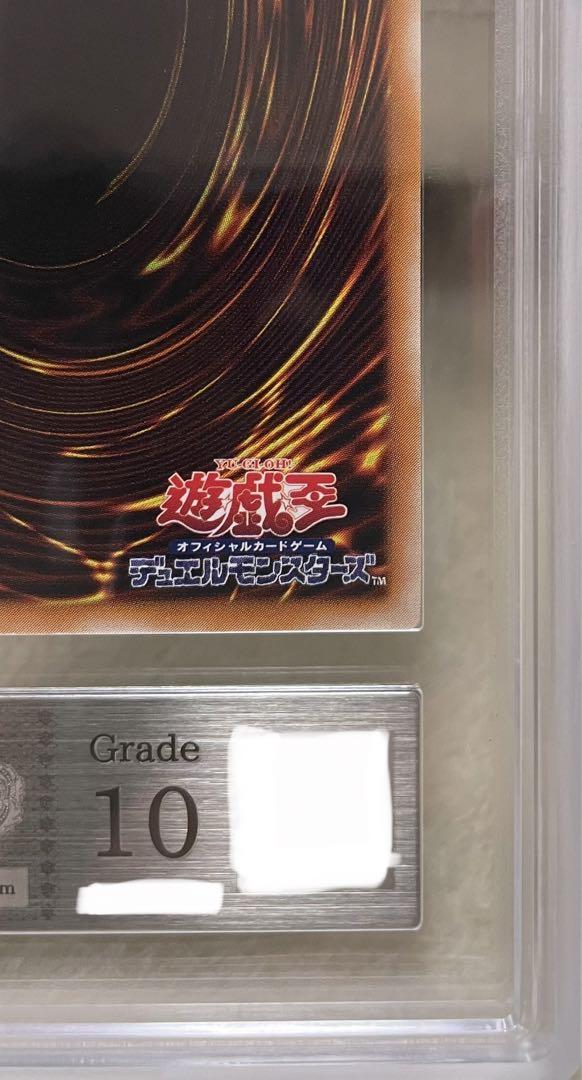 YU-GI-OH!
遊戯王
オフィシャルカードゲーム
デュエルモンスターズ™
Grade
10
m